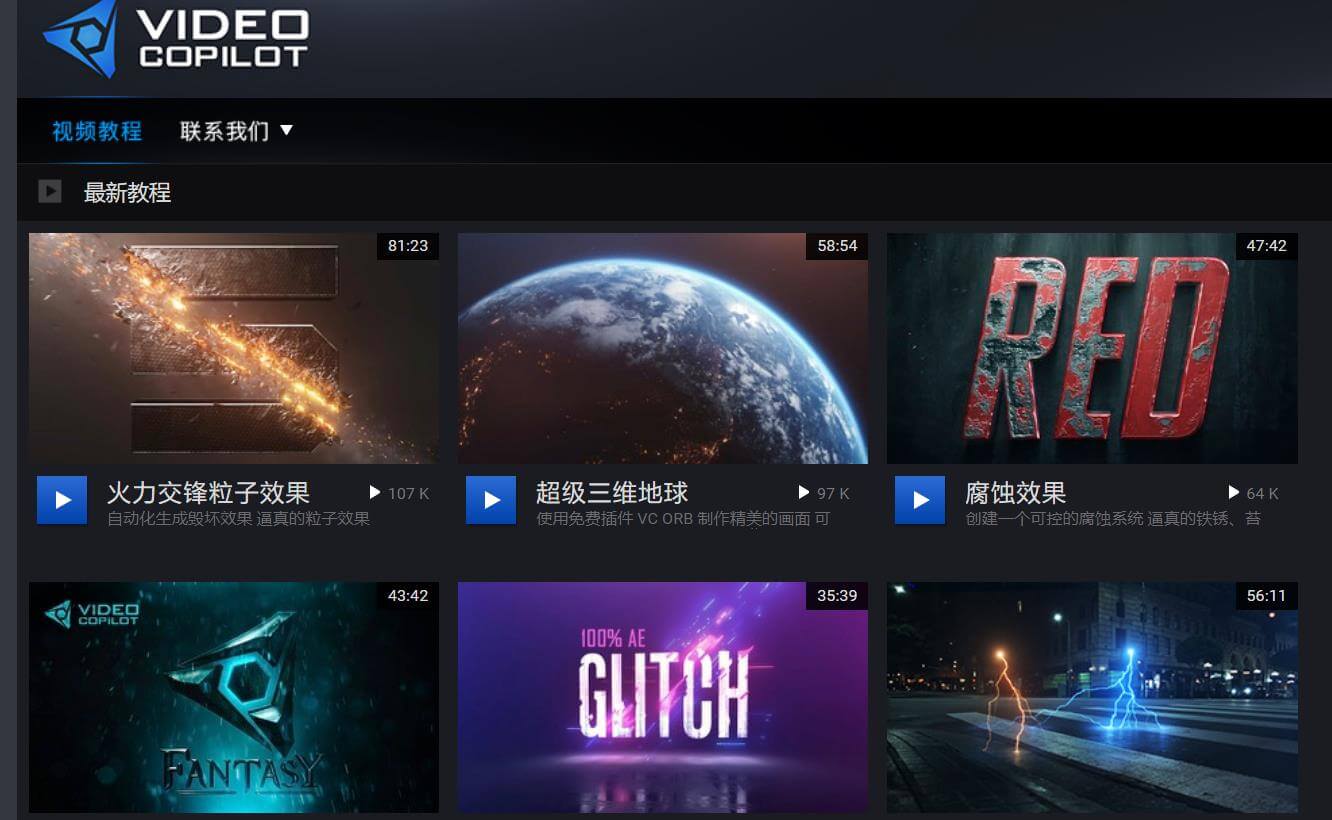 VIDEO
COPILOT
视频教程 联系我们
最新教程
81:23
58:54
47:42
RED
火力交锋粒子效果 107 K
自动化生成毁坏效果 逼真的粒子效果
超级三维地球 97 K
使用免费插件 VC ORB 制作精美的画面 可
腐蚀效果 64 K
创建一个可控的腐蚀系统 逼真的铁锈、苔
43:42
VIDEO
COPILOT
FANTASY
35:39
100% AE
GLITCH
56:11